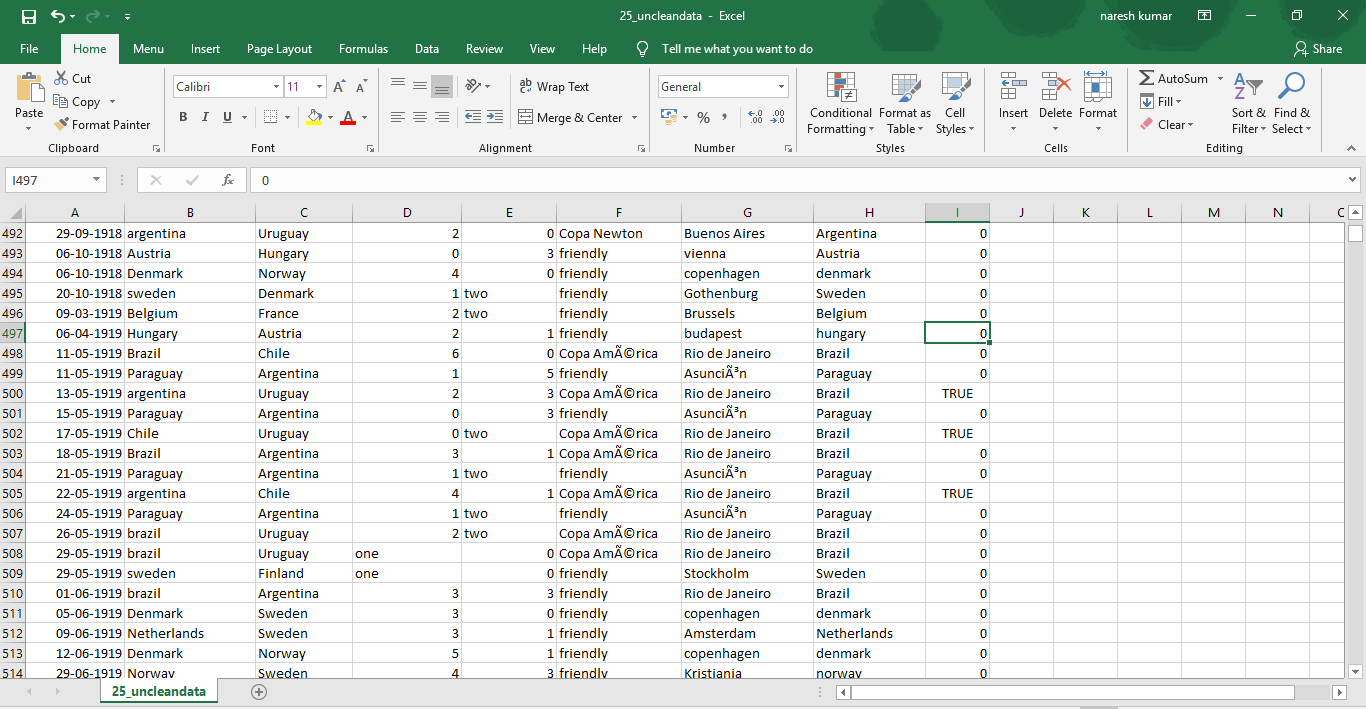 25_uncleandata - Excel
naresh kumar
File Home Menu Insert Page Layout Formulas Data Review View Help Tell me what you want to do Share
Paste Cut Copy Format Painter Clipboard
Calibri 11 A A B I U A Font
ab Wrap Text Merge & Center Alignment
General % , Number
Conditional Formatting Format as Table Cell Styles Styles
Insert Delete Format Cells
AutoSum Fill Clear Sort & Filter Find & Select Editing
I497 fx 0
A B C D E F G H I J K L M N
492 29-09-1918 argentina Uruguay 2 0 Copa Newton Buenos Aires Argentina 0
493 06-10-1918 Austria Hungary 0 3 friendly vienna Austria 0
494 06-10-1918 Denmark Norway 4 0 friendly copenhagen denmark 0
495 20-10-1918 sweden Denmark 1 two friendly Gothenburg Sweden 0
496 09-03-1919 Belgium France 2 two friendly Brussels Belgium 0
497 06-04-1919 Hungary Austria 2 1 friendly budapest hungary 0
498 11-05-1919 Brazil Chile 6 0 Copa AmÃ©rica Rio de Janeiro Brazil 0
499 11-05-1919 Paraguay Argentina 1 5 friendly AsunciÃ³n Paraguay 0
500 13-05-1919 argentina Uruguay 2 3 Copa AmÃ©rica Rio de Janeiro Brazil TRUE
501 15-05-1919 Paraguay Argentina 0 3 friendly AsunciÃ³n Paraguay 0
502 17-05-1919 Chile Uruguay 0 two Copa AmÃ©rica Rio de Janeiro Brazil TRUE
503 18-05-1919 Brazil Argentina 3 1 Copa AmÃ©rica Rio de Janeiro Brazil 0
504 21-05-1919 Paraguay Argentina 1 two friendly AsunciÃ³n Paraguay 0
505 22-05-1919 argentina Chile 4 1 Copa AmÃ©rica Rio de Janeiro Brazil TRUE
506 24-05-1919 Paraguay Argentina 1 two friendly AsunciÃ³n Paraguay 0
507 26-05-1919 brazil Uruguay 2 two Copa AmÃ©rica Rio de Janeiro Brazil 0
508 29-05-1919 brazil Uruguay one 0 Copa AmÃ©rica Rio de Janeiro Brazil 0
509 29-05-1919 sweden Finland one 0 friendly Stockholm Sweden 0
510 01-06-1919 brazil Argentina 3 3 friendly Rio de Janeiro Brazil 0
511 05-06-1919 Denmark Sweden 3 0 friendly copenhagen denmark 0
512 09-06-1919 Netherlands Sweden 3 1 friendly Amsterdam Netherlands 0
513 12-06-1919 Denmark Norway 5 1 friendly copenhagen denmark 0
514 29-06-1919 Norway Sweden 4 3 friendly Kristiania norway 0
25_uncleandata